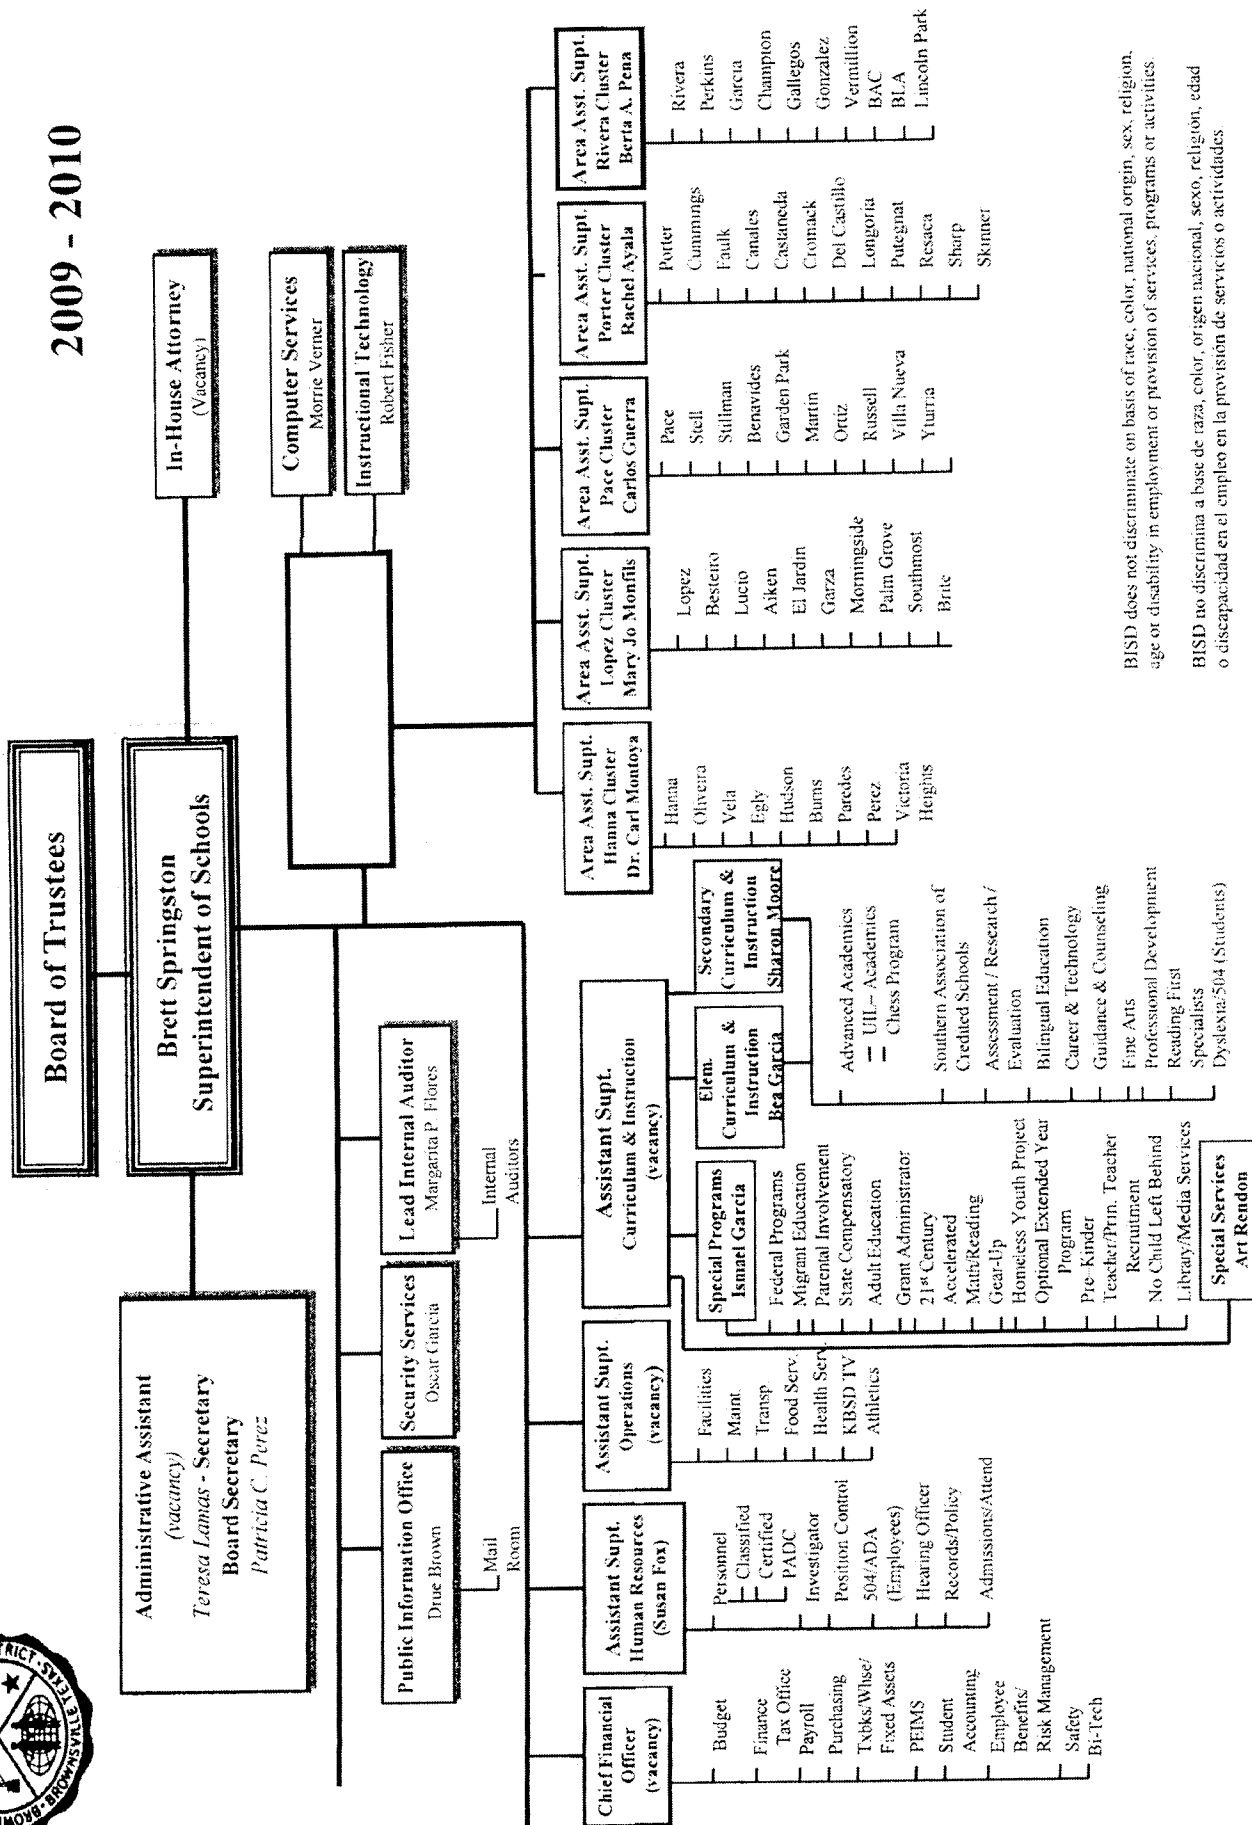 2009 - 2010
Board of Trustees
Brett Springston
Superintendent of Schools
Administrative Assistant
(vacancy)
Teresa Lamas - Secretary
Board Secretary
Patricia C. Perez
In-House Attorney
(Vacancy)
Computer Services
Morrie Verner
Instructional Technology
Robert Fisher
Public Information Office
Drue Brown
Mail
Room
Security Services
Oscar Garcia
Lead Internal Auditor
Margarita P. Flores
Internal
Auditors
Chief Financial
Officer
(vacancy)
Budget
Finance
Tax Office
Payroll
Purchasing
Txbks/Whse/
Fixed Assets
PEIMS
Student
Accounting
Employee
Benefits/
Risk Management
Safety
Bi-Tech
Assistant Supt.
Human Resources
(Susan Fox)
Personnel
Classified
Certified
PADC
Investigator
Position Control
504/ADA
(Employees)
Hearing Officer
Records/Policy
Admissions/Attend
Assistant Supt.
Operations
(vacancy)
Facilities
Maint.
Transp.
Food Serv.
Health Serv.
KBSD TV
Athletics
Assistant Supt.
Curriculum & Instruction
(vacancy)
Special Programs
Ismael Garcia
Federal Programs
Migrant Education
Parental Involvement
State Compensatory
Adult Education
Grant Administrator
21st Century
Accelerated
Math/Reading
Gear-Up
Homeless Youth Project
Optional Extended Year
Program
Pre-Kinder
Teacher/Prin. Teacher
Recruitment
No Child Left Behind
Library/Media Services
Special Services
Art Rendon
Elem.
Curriculum &
Instruction
Bea Garcia
Secondary
Curriculum &
Instruction
Sharon Moore
Advanced Academics
= UIL– Academics
= Chess Program
Southern Association of
Credited Schools
Assessment / Research /
Evaluation
Bilingual Education
Career & Technology
Guidance & Counseling
Fine Arts
Professional Development
Reading First
Specialists
Dyslexia/504 (Students)
Area Asst. Supt.
Hanna Cluster
Dr. Carl Montoya
Hanna
Oliveira
Vela
Egly
Hudson
Burns
Paredes
Perez
Victoria
Heights
Area Asst. Supt.
Lopez Cluster
Mary Jo Monfils
Lopez
Besteiro
Lucio
Aiken
El Jardin
Garza
Morningside
Palm Grove
Southmost
Brite
Area Asst. Supt.
Pace Cluster
Carlos Guerra
Pace
Stell
Stillman
Benavides
Garden Park
Martin
Ortiz
Russell
Villa Nueva
Yturria
Area Asst. Supt.
Porter Cluster
Rachel Ayala
Porter
Cummings
Faulk
Canales
Castaneda
Cromack
Del Castillo
Longoria
Putegnat
Resaca
Sharp
Skinner
Area Asst. Supt.
Rivera Cluster
Berta A. Pena
Rivera
Perkins
Garcia
Champion
Gallegos
Gonzalez
Vermillion
BAC
BLA
Lincoln Park
BISD does not discriminate on basis of race, color, national origin, sex, religion,
age or disability in employment or provision of services, programs or activities.
BISD no discrimina a base de raza, color, origen nacional, sexo, religión, edad
o discapacidad en el empleo en la provisión de servicios o actividades.
BROWNSVILLE TEXAS